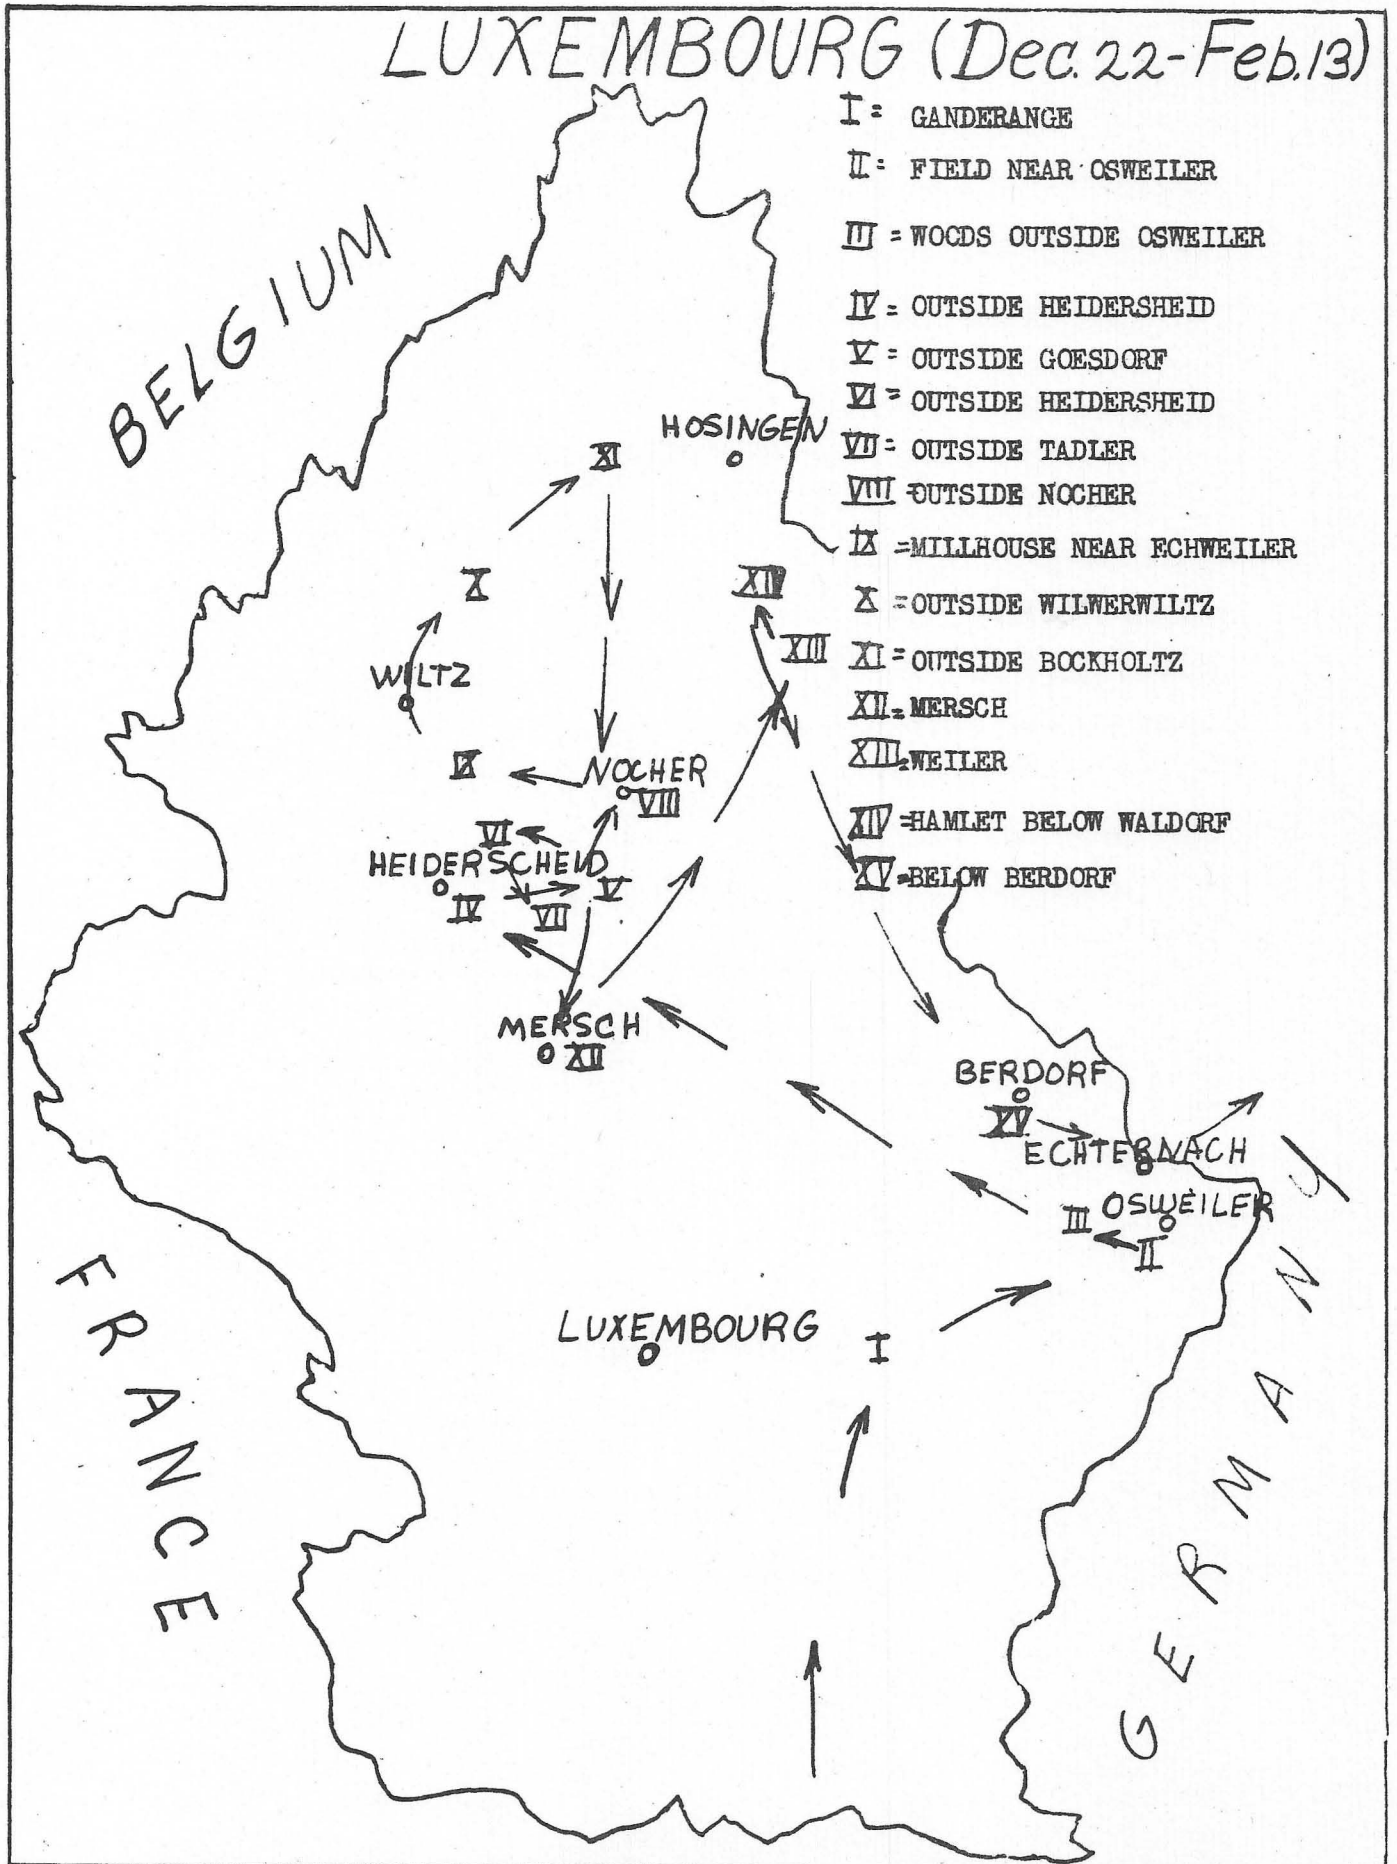 LUXEMBOURG (Dec. 22-Feb. 13)
I = GANDERANGE
II = FIELD NEAR OSWEILER
III = WOODS OUTSIDE OSWEILER
IV = OUTSIDE HEIDERSHEID
V = OUTSIDE GOESDORF
VI = OUTSIDE HEIDERSHEID
VII = OUTSIDE TADLER
VIII = OUTSIDE NOCHER
IX = MILLHOUSE NEAR ECHWEILER
X = OUTSIDE WILWERWILTZ
XI = OUTSIDE BOCKHOLTZ
XII = MERSCH
XIII = WEILER
XIV = HAMLET BELOW WALDORF
XV = BELOW BERDORF
BELGIUM
HOSINGEN
XI
X
XIV
XIII
WILTZ
IX
NOCHER
VIII
VI
HEIDERSCHEID
IV
VII
V
MERSCH
XII
BERDORF
XV
ECHTERNACH
OSWEILER
III
II
LUXEMBOURG
I
FRANCE
GERMANY